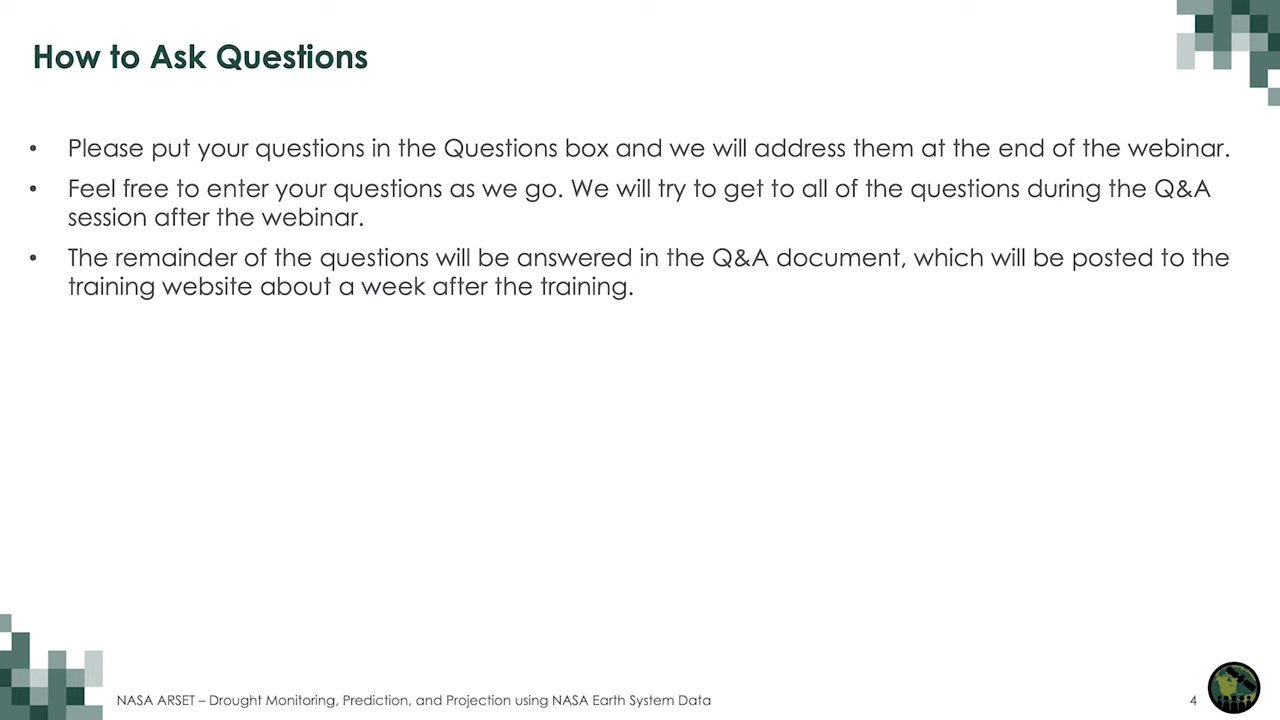 How to Ask Questions
• Please put your questions in the Questions box and we will address them at the end of the webinar.
• Feel free to enter your questions as we go. We will try to get to all of the questions during the Q&A
session after the webinar.
• The remainder of the questions will be answered in the Q&A document, which will be posted to the
training website about a week after the training.
NASA ARSET – Drought Monitoring, Prediction, and Projection using NASA Earth System Data
4